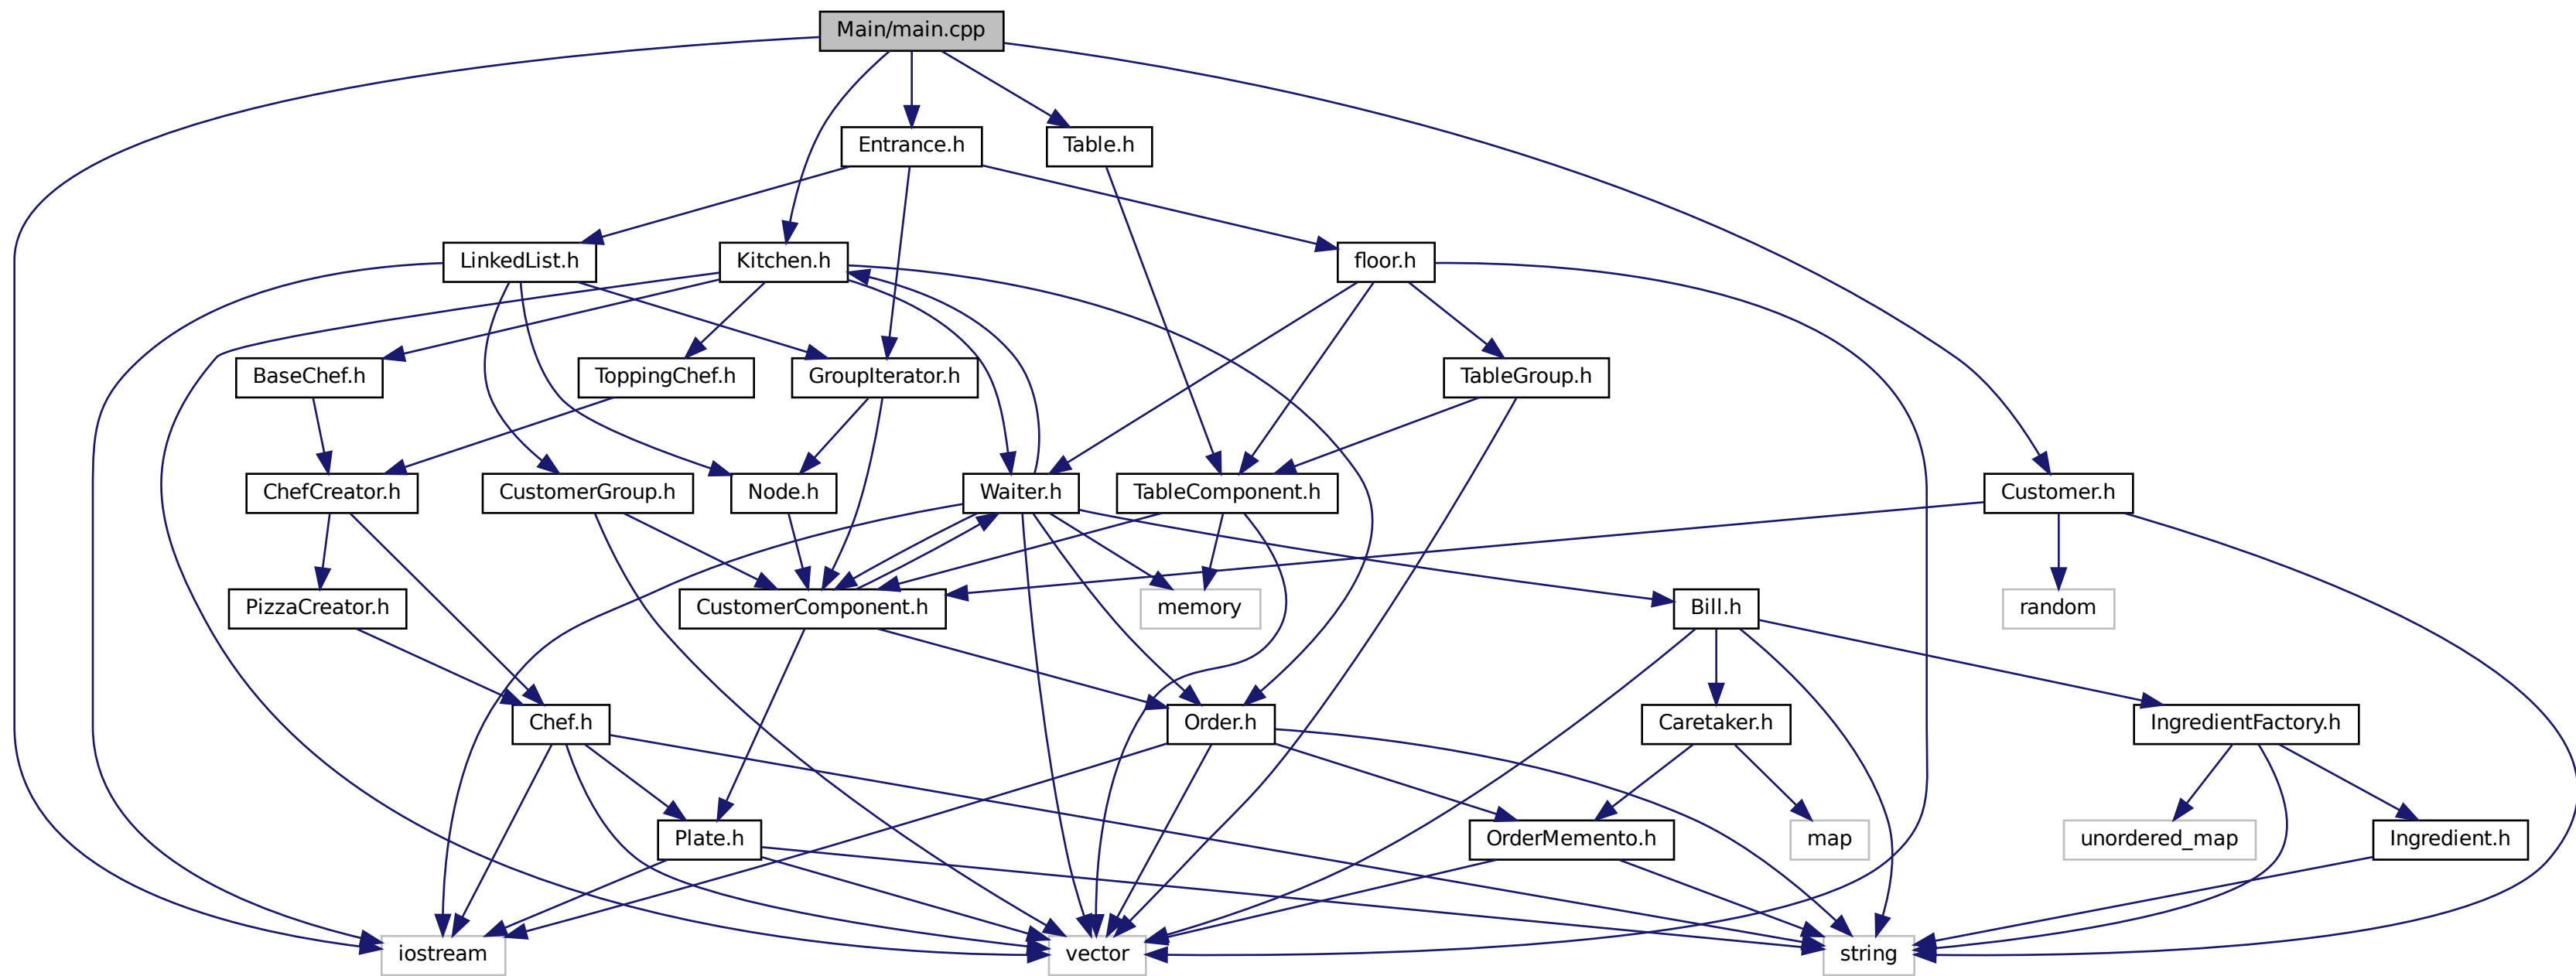 Main/main.cpp
Entrance.h
Table.h
LinkedList.h
Kitchen.h
floor.h
BaseChef.h
ToppingChef.h
GroupIterator.h
TableGroup.h
ChefCreator.h
CustomerGroup.h
Node.h
Waiter.h
TableComponent.h
Customer.h
PizzaCreator.h
CustomerComponent.h
memory
Bill.h
random
Chef.h
Order.h
Caretaker.h
IngredientFactory.h
Plate.h
OrderMemento.h
map
unordered_map
Ingredient.h
iostream
vector
string